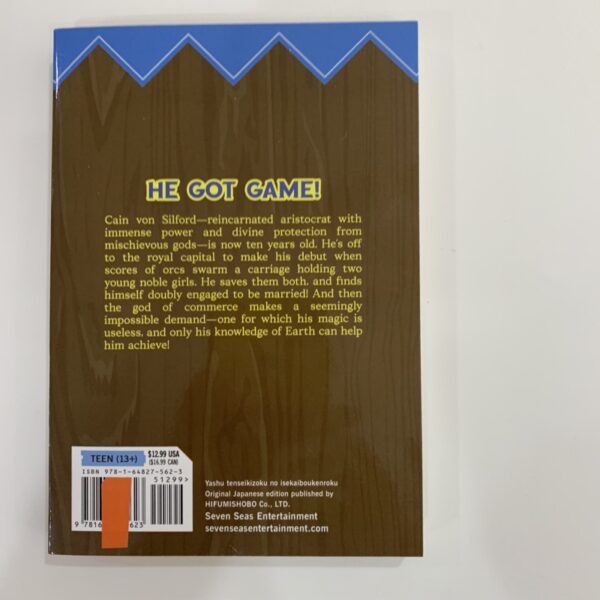 HE GOT GAME!
Cain von Silford—reincarnated aristocrat with
immense power and divine protection from
mischievous gods—is now ten years old. He's off
to the royal capital to make his debut when
scores of orcs swarm a carriage holding two
young noble girls. He saves them both, and finds
himself doubly engaged to be married! And then
the god of commerce makes a seemingly
impossible demand—one for which his magic is
useless, and only his knowledge of Earth can help
him achieve!
TEEN (13+)
$12.99 USA
($16.99 CAN)
ISBN 978-1-64827-562-3
51299>
9 7816 623
Yashu tenseikizoku no isekaiboukenroku
Original Japanese edition published by
HIFUMISHOBO Co., LTD.
Seven Seas Entertainment
sevenseasentertainment.com